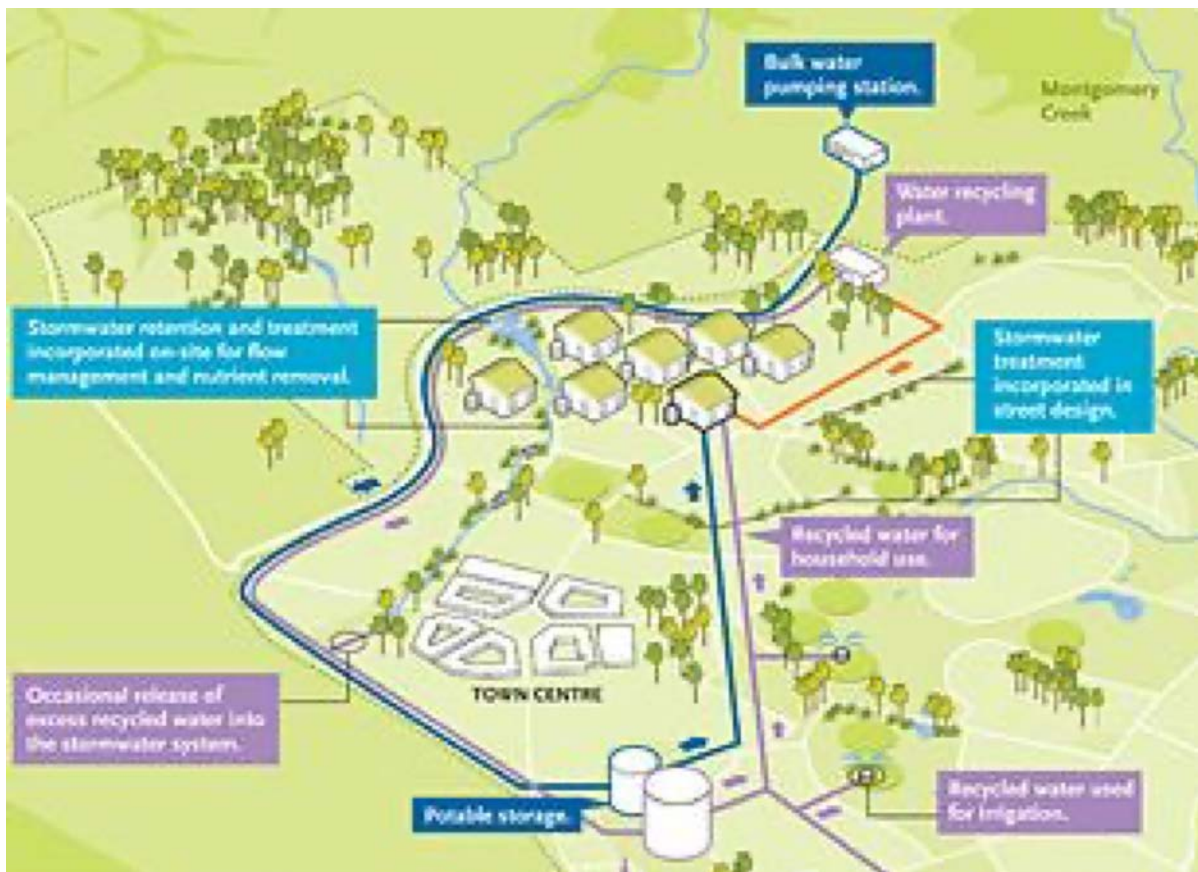 Bulk water
pumping station.
Montgomery
Creek
Water recycling
plant.
Stormwater retention and treatment
incorporated on-site for flow
management and nutrient removal.
Stormwater
treatment
incorporated in
street design.
Recycled water for
household use.
Occasional release of
excess recycled water into
the stormwater system.
TOWN CENTRE
Potable storage.
Recycled water used
for irrigation.